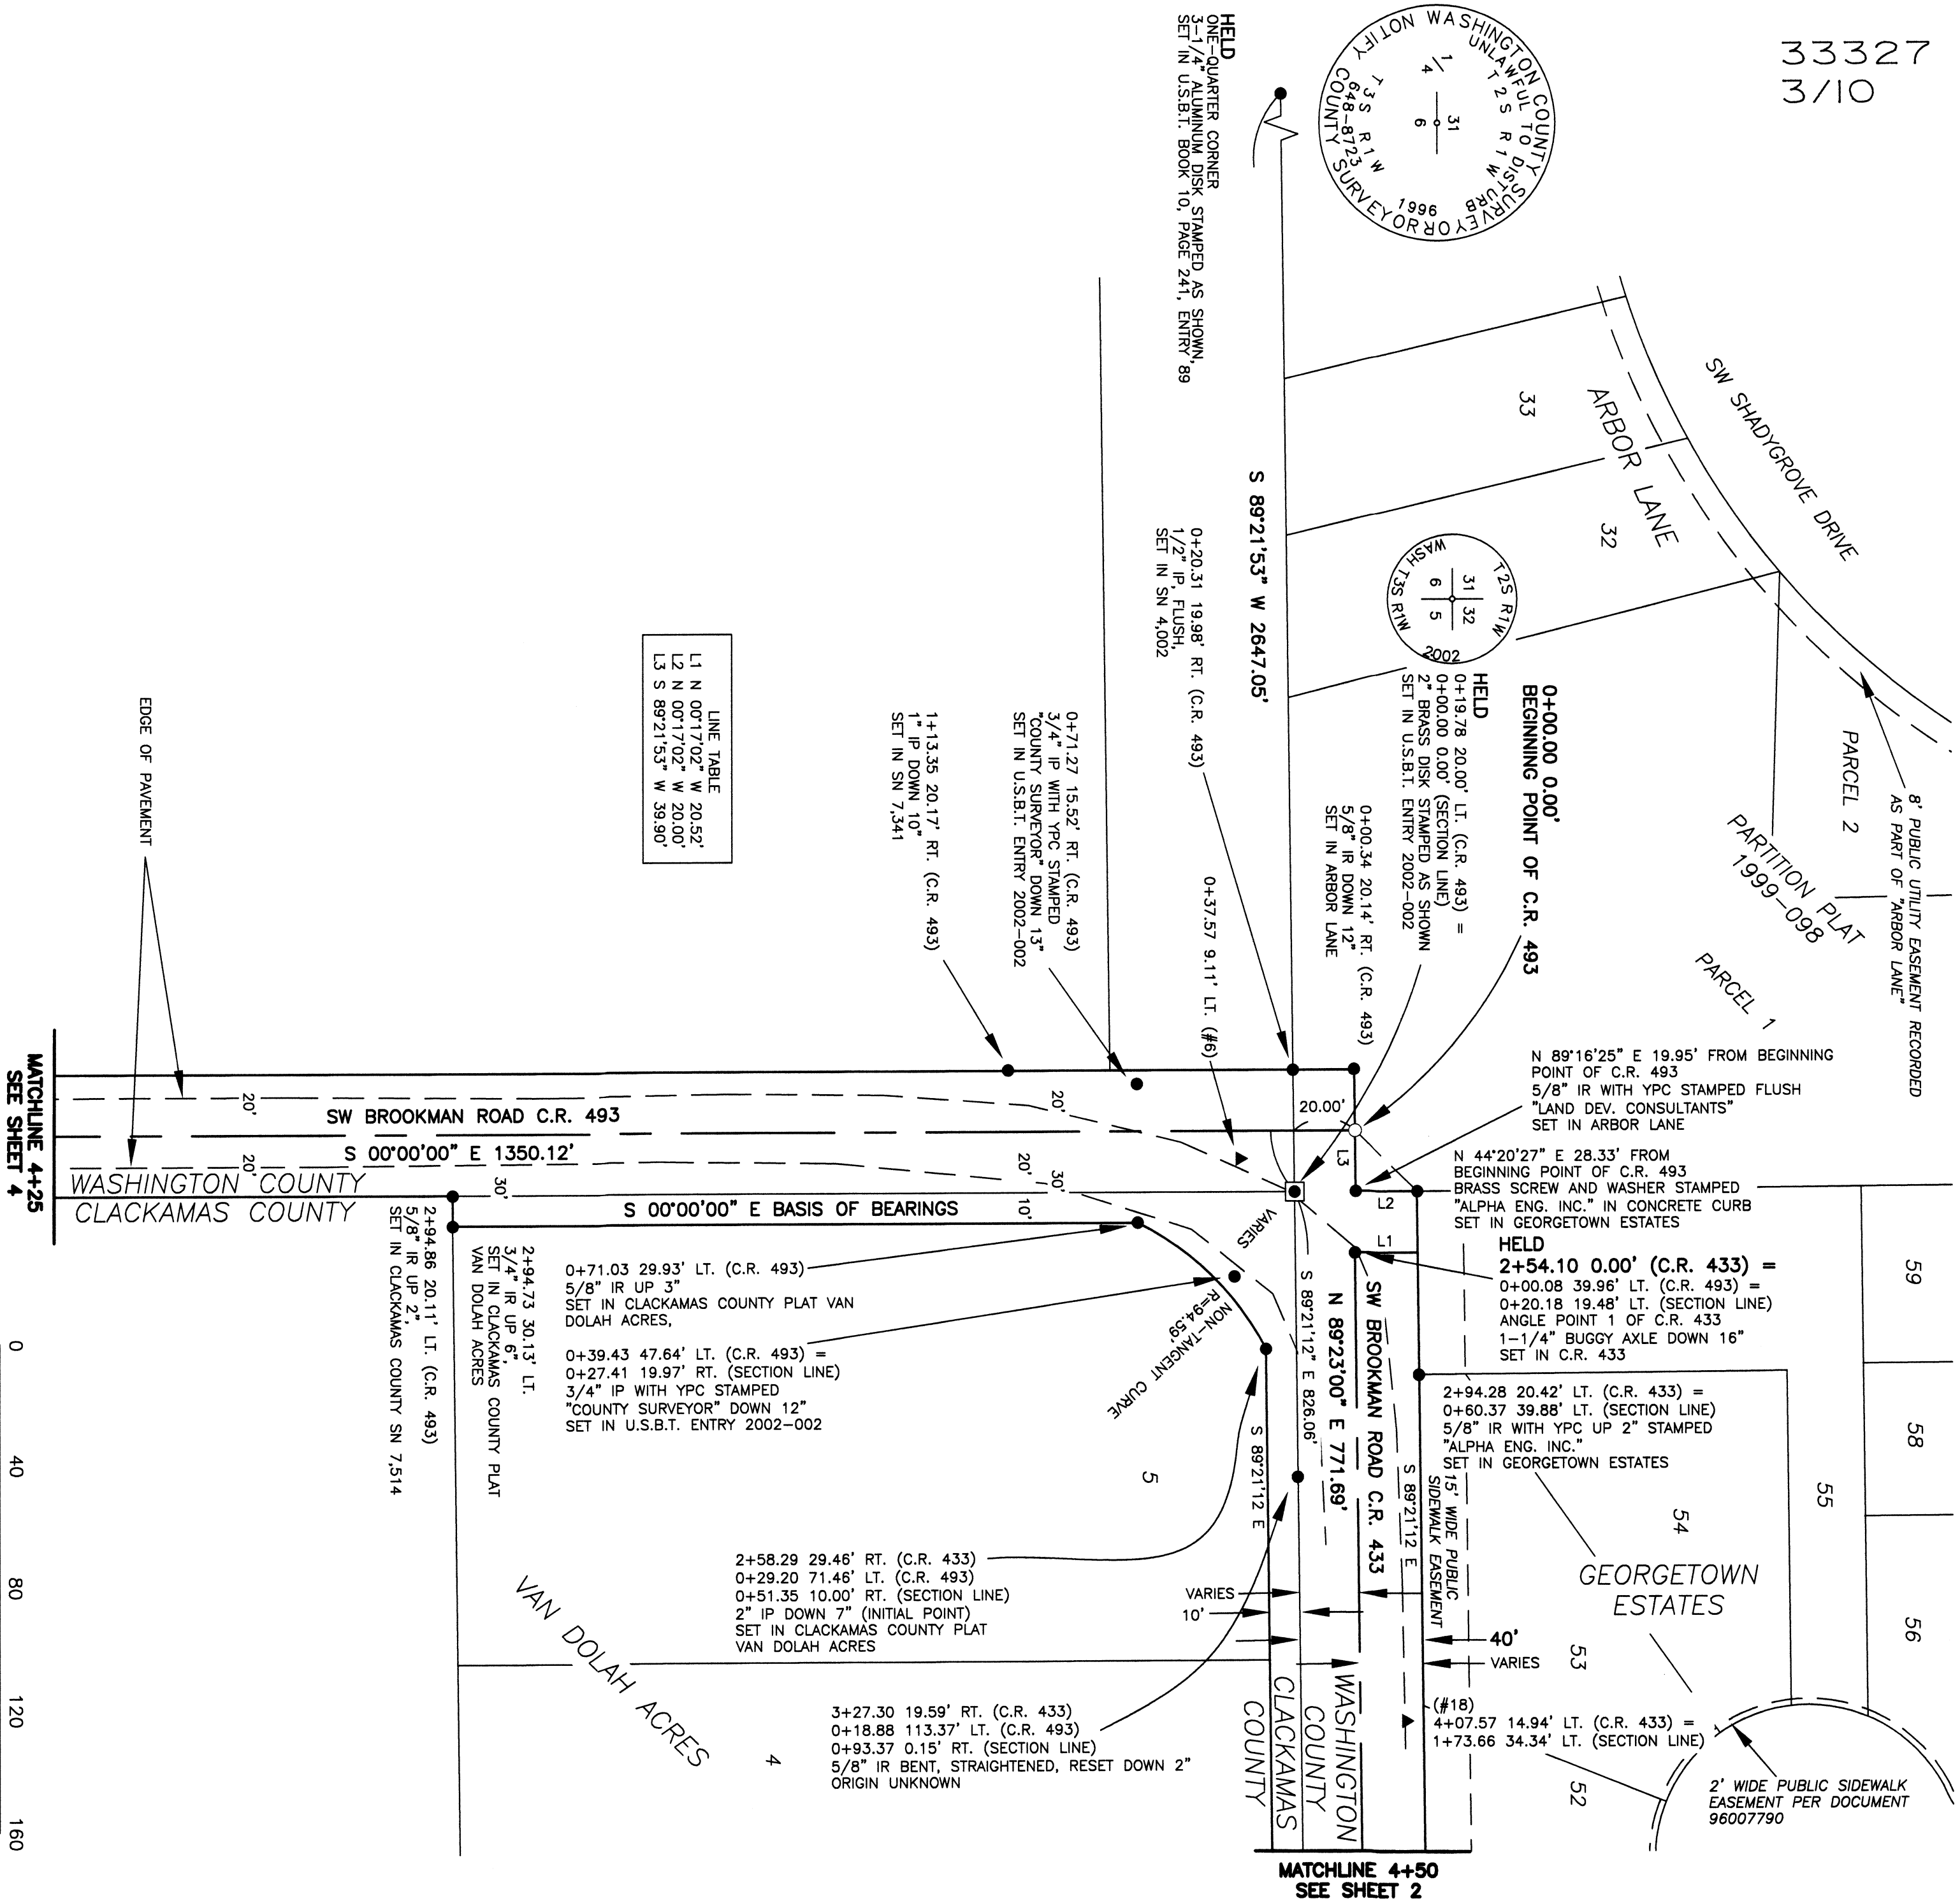 33327
3/10
WASHINGTON COUNTY SURVEYOR
UNLAWFUL TO DISTURB
T2S R1W
1/4
31
6
T3S R1W
648-8723
COUNTY SURVEYOR
NOTIFY
1996
HELD
ONE-QUARTER CORNER
3-1/4" ALUMINUM DISK STAMPED AS SHOWN,
SET IN U.S.B.T. BOOK 10, PAGE 241, ENTRY 89
SW SHADYGROVE DRIVE
ARBOR LANE
33
32
S 89°21'53" W 2647.05'
T2S R1W
31 32
6 5
WASH T3S R1W
2002
8' PUBLIC UTILITY EASEMENT RECORDED
AS PART OF "ARBOR LANE"
PARCEL 2
PARTITION PLAT
1999-098
PARCEL 1
0+00.00 0.00'
BEGINNING POINT OF C.R. 493
HELD
0+19.78 20.00' LT. (C.R. 493) =
0+00.00 0.00' (SECTION LINE)
2" BRASS DISK STAMPED AS SHOWN
SET IN U.S.B.T. ENTRY 2002-002
0+00.34 20.14' RT. (C.R. 493)
5/8" IR DOWN 12"
SET IN ARBOR LANE
0+20.31 19.98' RT. (C.R. 493)
1/2" IP, FLUSH,
SET IN SN 4,002
0+37.57 9.11' LT. (#6)
0+71.27 15.52' RT. (C.R. 493)
3/4" IP WITH YPC STAMPED
"COUNTY SURVEYOR" DOWN 13"
SET IN U.S.B.T. ENTRY 2002-002
1+13.35 20.17' RT. (C.R. 493)
1" IP DOWN 10"
SET IN SN 7,341
LINE TABLE
L1 N 00°17'02" W 20.52'
L2 N 00°17'02" W 20.00'
L3 S 89°21'53" W 39.90'
EDGE OF PAVEMENT
N 89°16'25" E 19.95' FROM BEGINNING
POINT OF C.R. 493
5/8" IR WITH YPC STAMPED FLUSH
"LAND DEV. CONSULTANTS"
SET IN ARBOR LANE
N 44°20'27" E 28.33' FROM
BEGINNING POINT OF C.R. 493
BRASS SCREW AND WASHER STAMPED
"ALPHA ENG. INC." IN CONCRETE CURB
SET IN GEORGETOWN ESTATES
HELD
2+54.10 0.00' (C.R. 433) =
0+00.08 39.96' LT. (C.R. 493) =
0+20.18 19.48' LT. (SECTION LINE)
ANGLE POINT 1 OF C.R. 433
1-1/4" BUGGY AXLE DOWN 16"
SET IN C.R. 433
2+94.28 20.42' LT. (C.R. 433) =
0+60.37 39.88' LT. (SECTION LINE)
5/8" IR WITH YPC UP 2" STAMPED
"ALPHA ENG. INC."
SET IN GEORGETOWN ESTATES
20.00'
L3
L2
L1
20'
20'
20'
20'
30'
30'
10'
VARIES
SW BROOKMAN ROAD C.R. 493
S 00°00'00" E 1350.12'
WASHINGTON COUNTY
CLACKAMAS COUNTY
S 00°00'00" E BASIS OF BEARINGS
MATCHLINE 4+25
SEE SHEET 4
2+94.86 20.11' LT. (C.R. 493)
5/8" IR UP 2",
SET IN CLACKAMAS COUNTY SN 7,514
2+94.73 30.13' LT.
3/4" IR UP 6",
SET IN CLACKAMAS COUNTY PLAT
VAN DOLAH ACRES
0+71.03 29.93' LT. (C.R. 493)
5/8" IR UP 3"
SET IN CLACKAMAS COUNTY PLAT VAN
DOLAH ACRES,
0+39.43 47.64' LT. (C.R. 493) =
0+27.41 19.97' RT. (SECTION LINE)
3/4" IP WITH YPC STAMPED
"COUNTY SURVEYOR" DOWN 12"
SET IN U.S.B.T. ENTRY 2002-002
NON-TANGENT CURVE
R=94.59'
S 89°21'12" E 826.06'
N 89°23'00" E 771.69'
SW BROOKMAN ROAD C.R. 433
S 89°21'12 E
S 89°21'12 E
15' WIDE PUBLIC
SIDEWALK EASEMENT
2+58.29 29.46' RT. (C.R. 433)
0+29.20 71.46' LT. (C.R. 493)
0+51.35 10.00' RT. (SECTION LINE)
2" IP DOWN 7" (INITIAL POINT)
SET IN CLACKAMAS COUNTY PLAT
VAN DOLAH ACRES
3+27.30 19.59' RT. (C.R. 433)
0+18.88 113.37' LT. (C.R. 493)
0+93.37 0.15' RT. (SECTION LINE)
5/8" IR BENT, STRAIGHTENED, RESET DOWN 2"
ORIGIN UNKNOWN
VARIES
10'
40'
VARIES
(#18)
4+07.57 14.94' LT. (C.R. 433) =
1+73.66 34.34' LT. (SECTION LINE)
2' WIDE PUBLIC SIDEWALK
EASEMENT PER DOCUMENT
96007790
GEORGETOWN
ESTATES
59
58
55
54
56
53
52
5
4
VAN DOLAH ACRES
WASHINGTON
COUNTY
CLACKAMAS
COUNTY
MATCHLINE 4+50
SEE SHEET 2
0 40 80 120 160